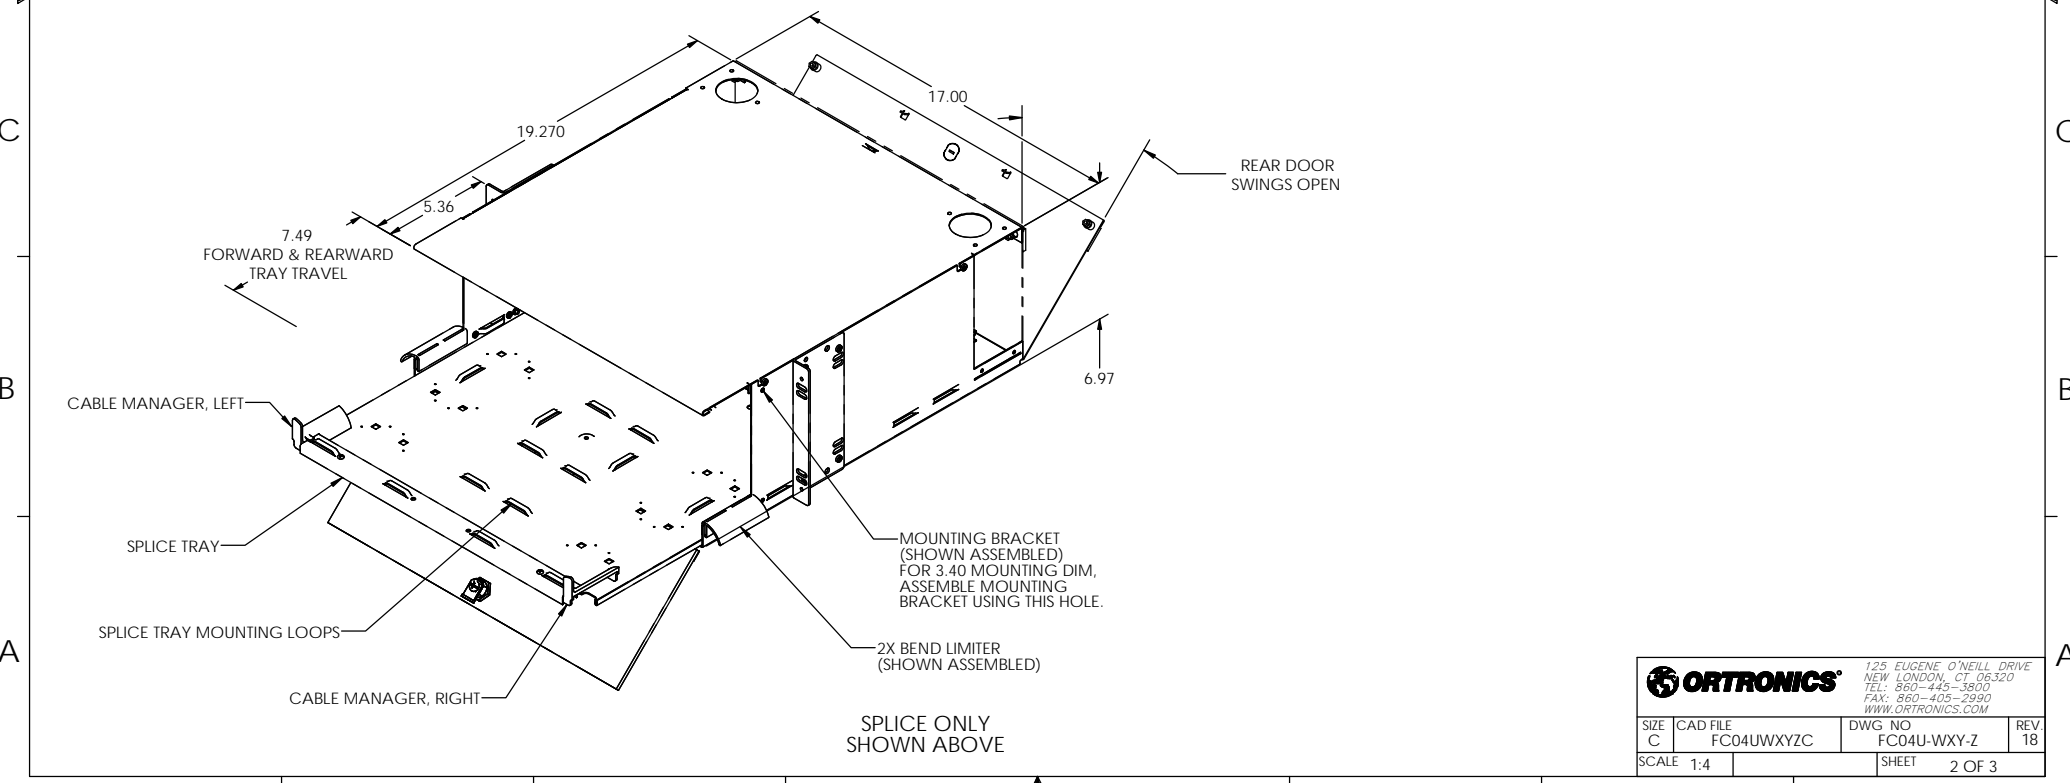 C
C
17.00
19.270
REAR DOOR
SWINGS OPEN
5.36
7.49
FORWARD & REARWARD
TRAY TRAVEL
6.97
B
B
CABLE MANAGER, LEFT
SPLICE TRAY
MOUNTING BRACKET
(SHOWN ASSEMBLED)
FOR 3.40 MOUNTING DIM,
ASSEMBLE MOUNTING
BRACKET USING THIS HOLE.
SPLICE TRAY MOUNTING LOOPS
2X BEND LIMITER
(SHOWN ASSEMBLED)
A
A
CABLE MANAGER, RIGHT
SPLICE ONLY
SHOWN ABOVE
ORTRONICS®
125 EUGENE O'NEILL DRIVE
NEW LONDON, CT 06320
TEL: 860-445-3800
FAX: 860-405-2990
WWW.ORTRONICS.COM
SIZE CAD FILE DWG NO REV.
C FC04UWXYZC FC04U-WXY-Z 18
SCALE 1:4 SHEET 2 OF 3